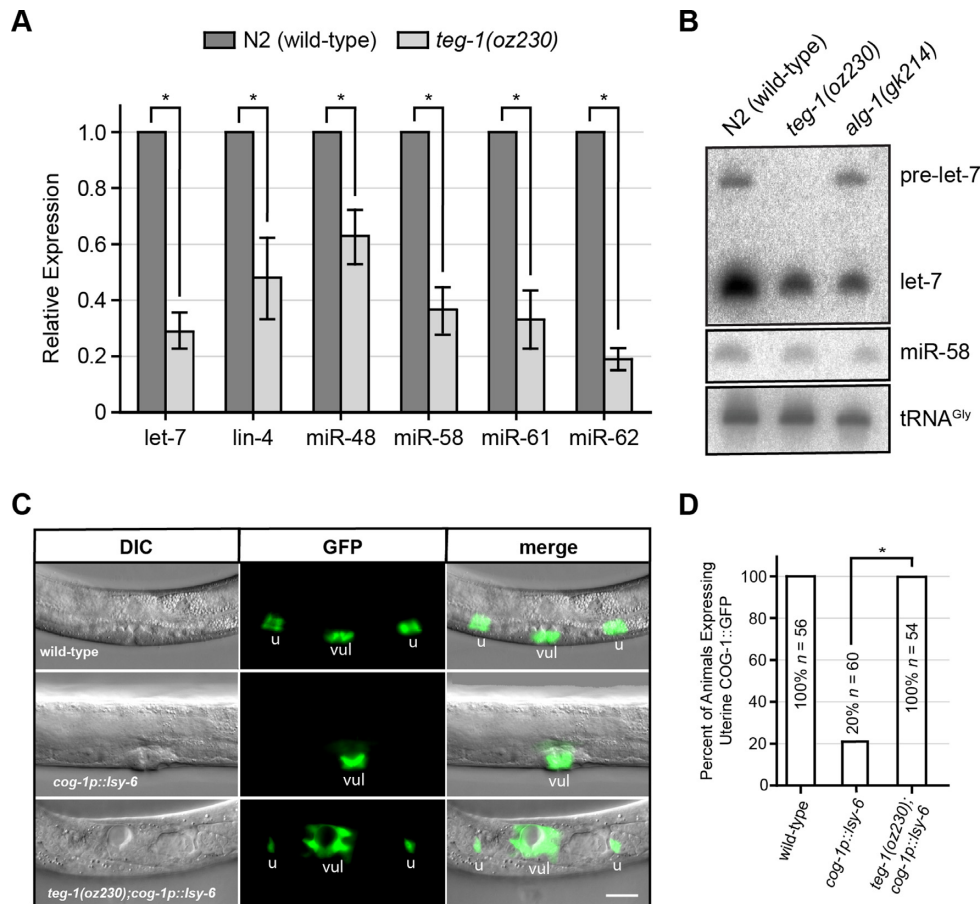 A
N2 (wild-type)
teg-1(oz230)
Relative Expression
1.0
0.8
0.6
0.4
0.2
0
*
*
*
*
*
*
let-7
lin-4
miR-48
miR-58
miR-61
miR-62
B
N2 (wild-type)
teg-1(oz230)
alg-1(gk214)
pre-let-7
let-7
miR-58
tRNAGly
C
DIC
GFP
merge
wild-type
u
vul
u
u
vul
u
cog-1p::lsy-6
vul
vul
teg-1(oz230);cog-1p::lsy-6
u
vul
u
u
vul
u
D
Percent of Animals Expressing
Uterine COG-1::GFP
100
80
60
40
20
0
*
100% n = 56
20% n = 60
100% n = 54
wild-type
cog-1p::lsy-6
teg-1(oz230);
cog-1p::lsy-6